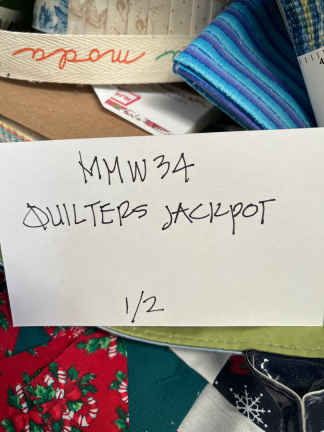 moda
MMW34
QUILTERS JACKPOT
1/2